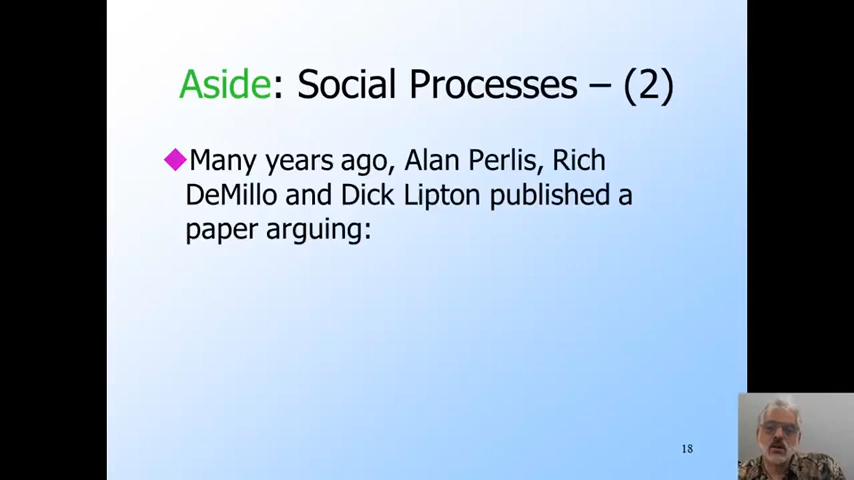 Aside: Social Processes – (2)
Many years ago, Alan Perlis, Rich
DeMillo and Dick Lipton published a
paper arguing:
18